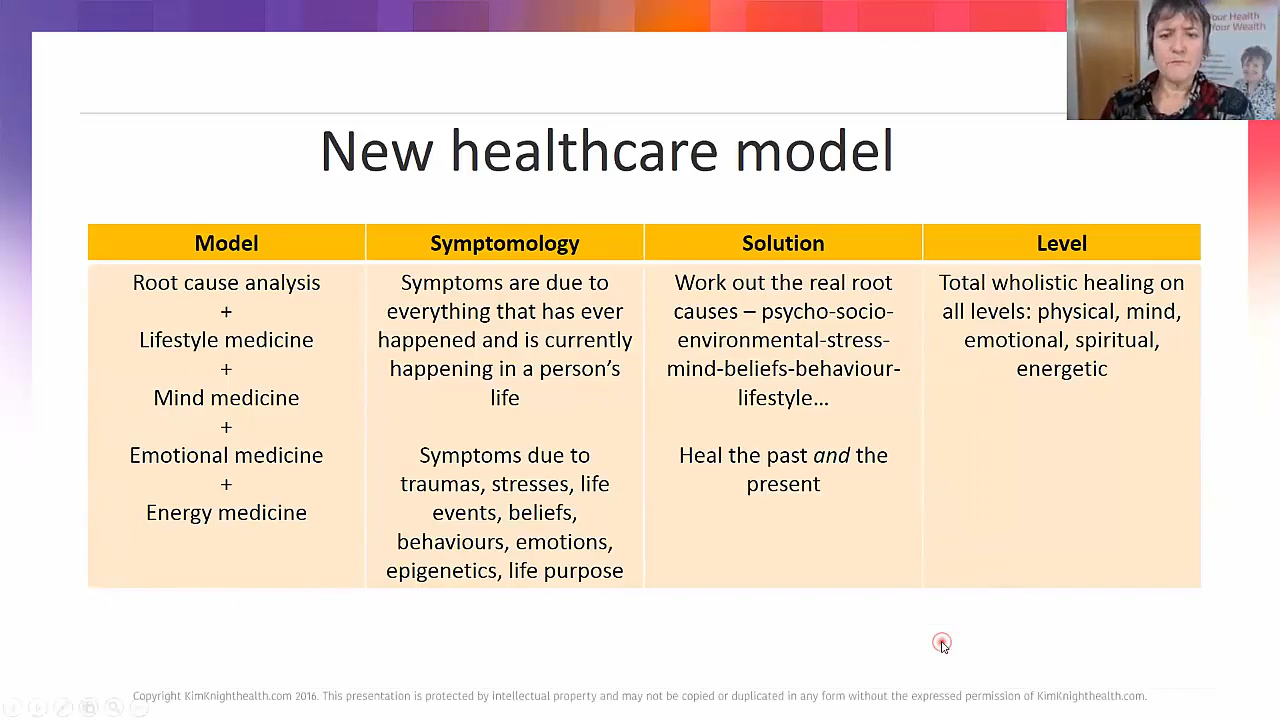 our Health
our Wealth
New healthcare model
Model
Symptomology
Solution
Level
Root cause analysis
+
Lifestyle medicine
+
Mind medicine
+
Emotional medicine
+
Energy medicine
Symptoms are due to
everything that has ever
happened and is currently
happening in a person’s
life
Symptoms due to
traumas, stresses, life
events, beliefs,
behaviours, emotions,
epigenetics, life purpose
Work out the real root
causes – psycho-socio-
environmental-stress-
mind-beliefs-behaviour-
lifestyle…
Heal the past and the
present
Total wholistic healing on
all levels: physical, mind,
emotional, spiritual,
energetic
Copyright KimKnighthealth.com 2016. This presentation is protected by intellectual property and may not be copied or duplicated in any form without the expressed permission of KimKnighthealth.com.